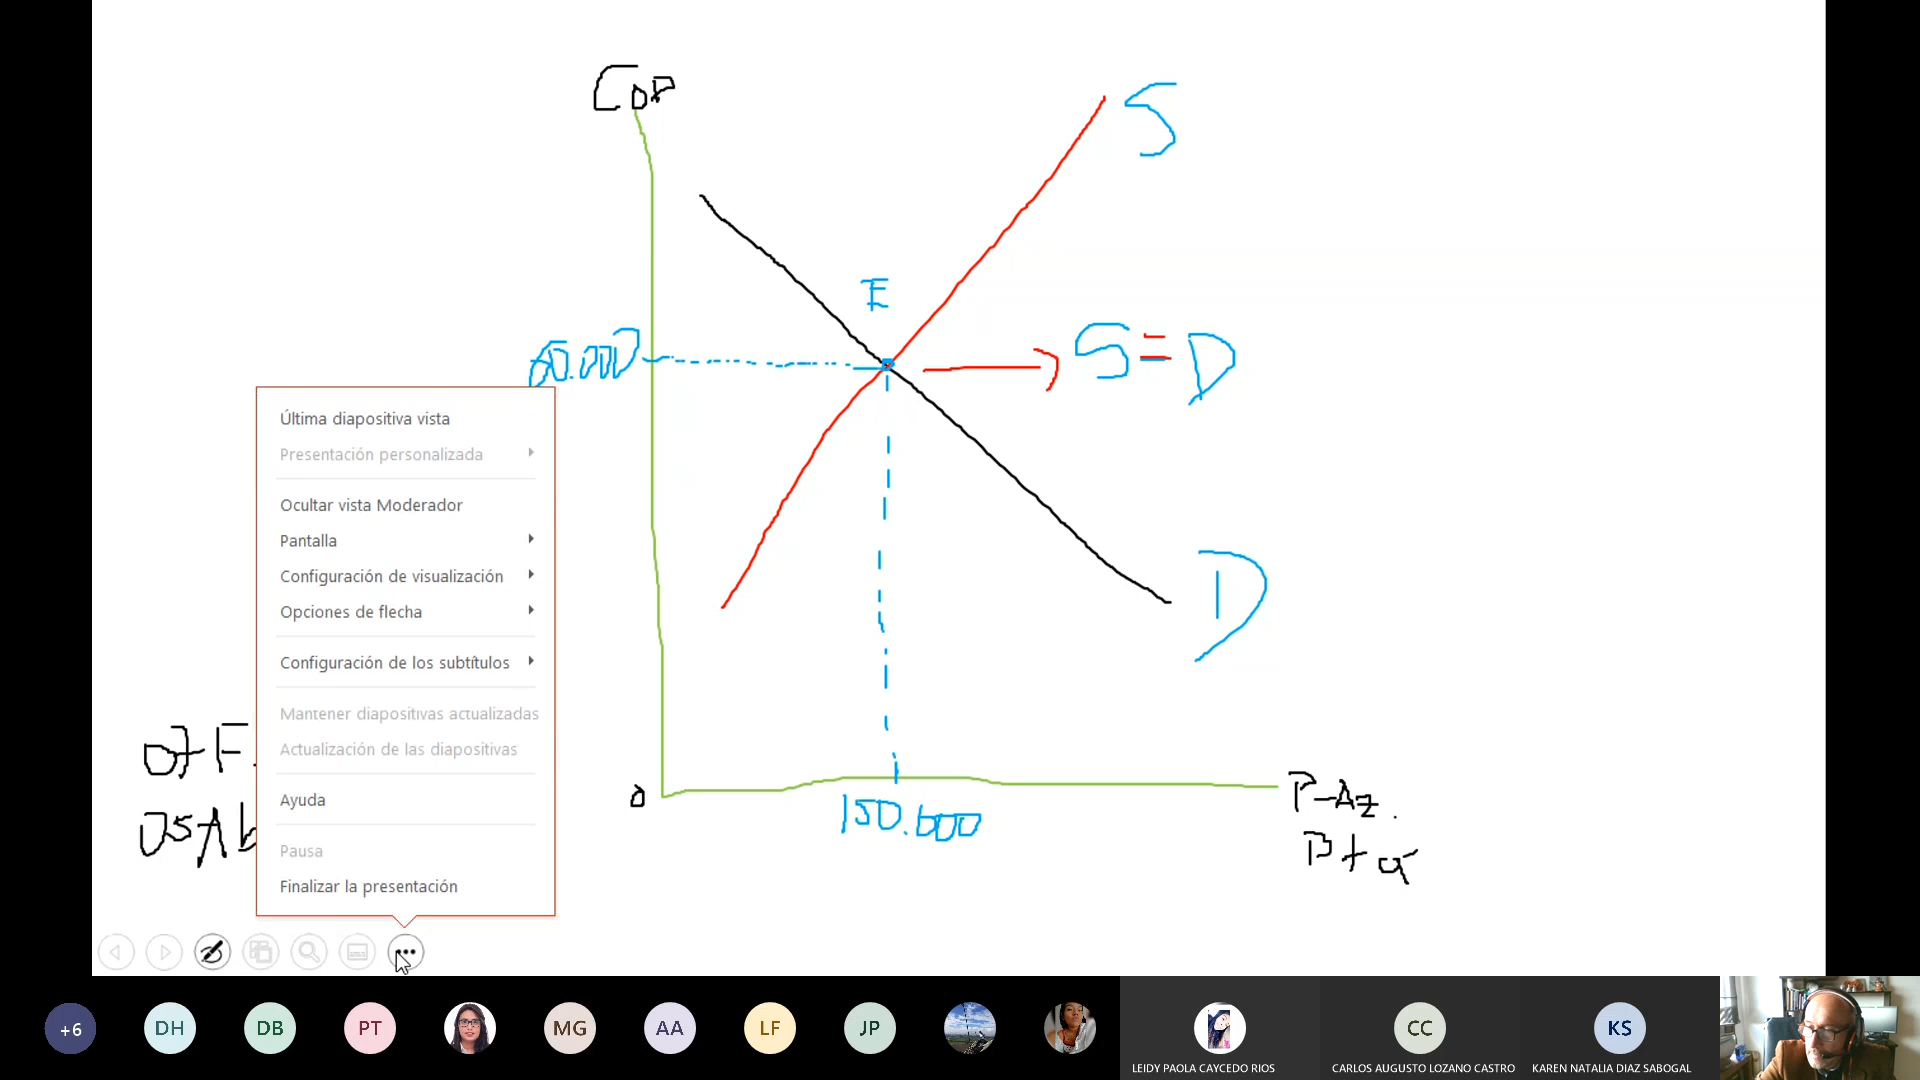 COP
S
E
60.000
S = D
D
0
150.600
P-Az.
Btá
Última diapositiva vista
Presentación personalizada
Ocultar vista Moderador
Pantalla
Configuración de visualización
Opciones de flecha
Configuración de los subtítulos
Mantener diapositivas actualizadas
Actualización de las diapositivas
Ayuda
Pausa
Finalizar la presentación
+6
DH
DB
PT
MG
AA
LF
JP
CC
KS
LEIDY PAOLA CAYCEDO RIOS
CARLOS AUGUSTO LOZANO CASTRO
KAREN NATALIA DIAZ SABOGAL